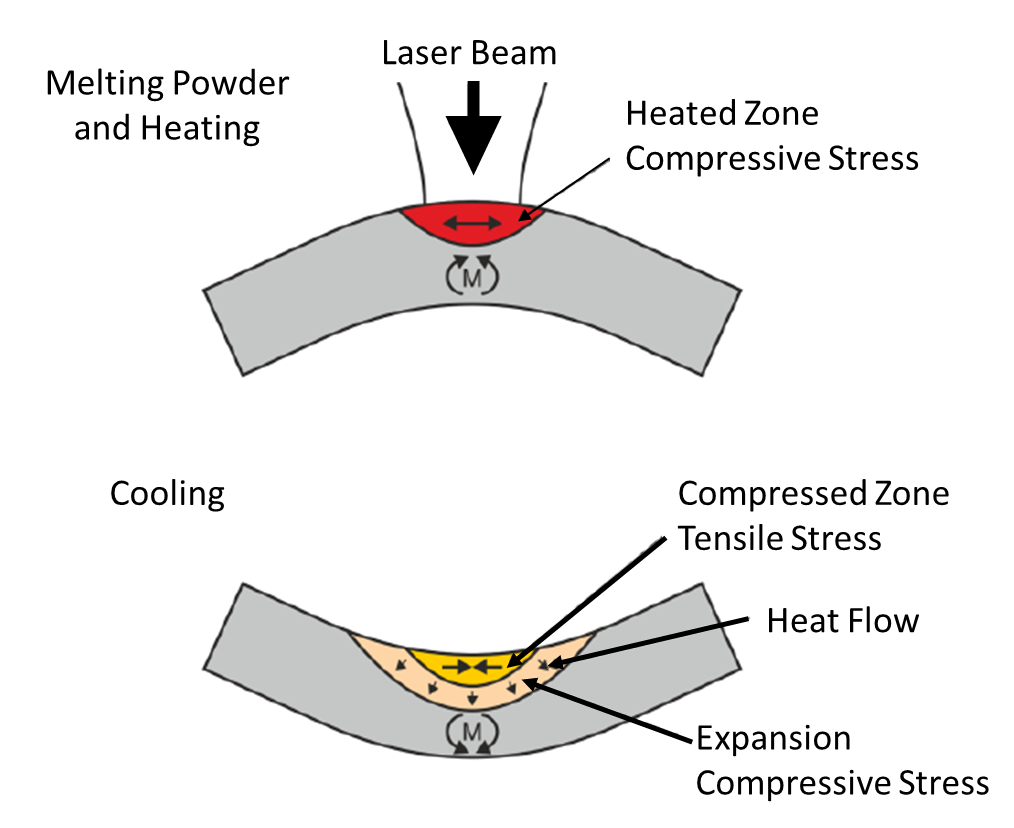 Laser Beam
Melting Powder
and Heating
Heated Zone
Compressive Stress
M
Cooling
Compressed Zone
Tensile Stress
Heat Flow
M
Expansion
Compressive Stress